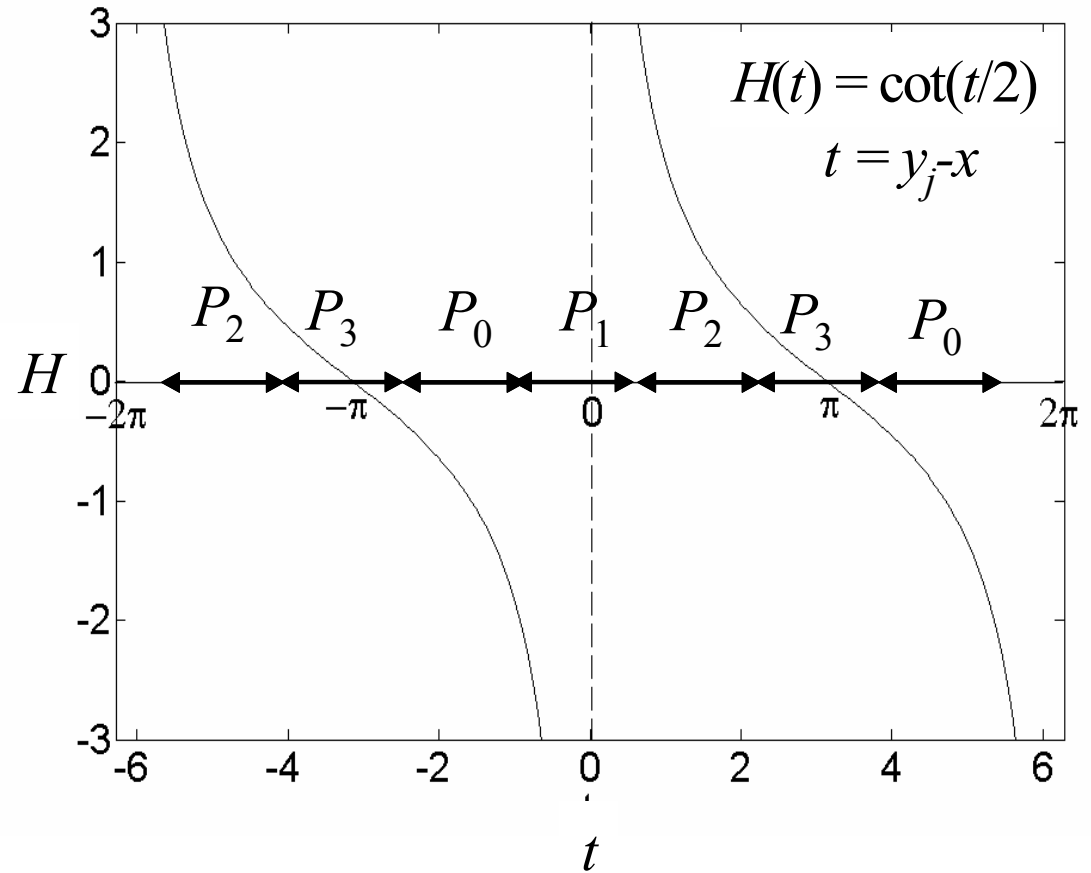 3
H(t) = cot(t/2)
t = y_j-x
2
1
P_2 P_3 P_0 P_1 P_2 P_3 P_0
H 0
−2π −π 0 π 2π
-1
-2
-3
-6 -4 -2 0 2 4 6
t